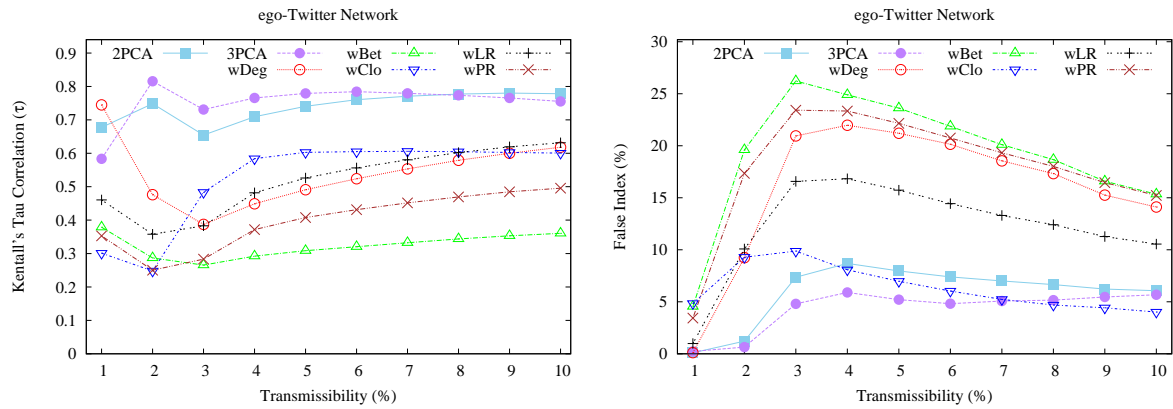 ego-Twitter Network
Kentall's Tau Correlation (τ)
0.9
0.8
0.7
0.6
0.5
0.4
0.3
0.2
0.1
0
2PCA 3PCA wBet wLR
wDeg wClo wPR
1 2 3 4 5 6 7 8 9 10
Transmissibility (%)
ego-Twitter Network
False Index (%)
30
25
20
15
10
5
0
2PCA 3PCA wBet wLR
wDeg wClo wPR
1 2 3 4 5 6 7 8 9 10
Transmissibility (%)